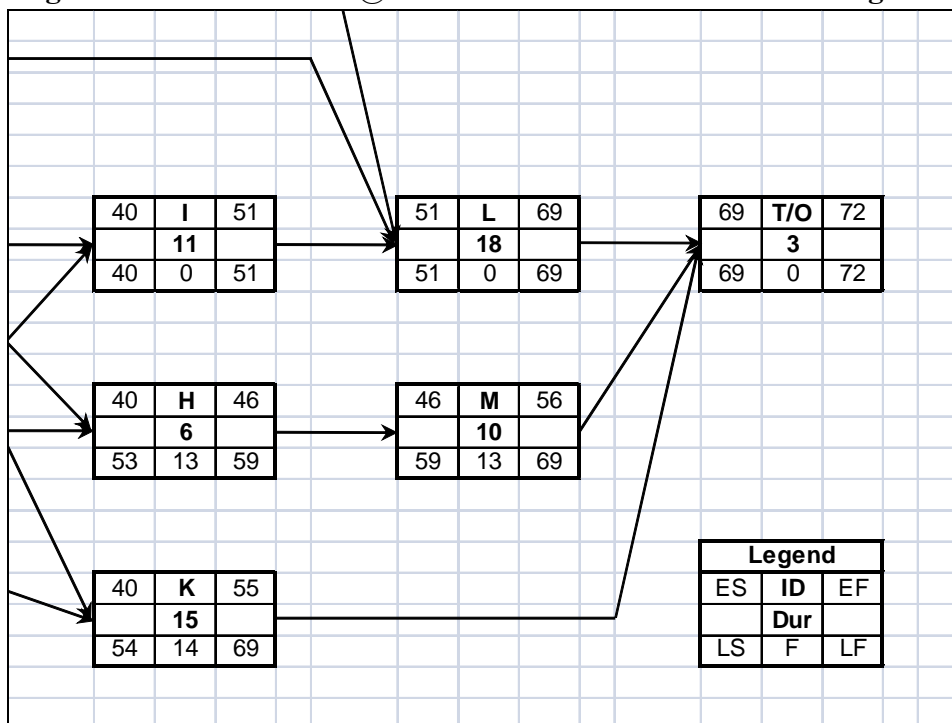 40 I 51
11
40 0 51
51 L 69
18
51 0 69
69 T/O 72
3
69 0 72
40 H 46
6
53 13 59
46 M 56
10
59 13 69
40 K 55
15
54 14 69
Legend
ES ID EF
Dur
LS F LF